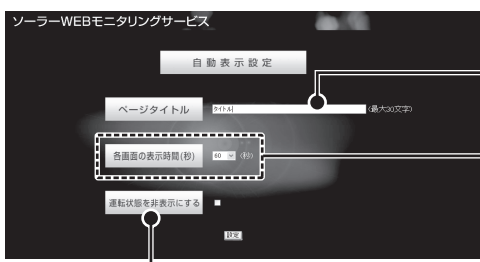 ソーラーWEBモニタリングサービス
自動表示設定
ページタイトル タイトル (最大30文字)
各画面の表示時間(秒) 60 (秒)
運転状態を非表示にする
設定